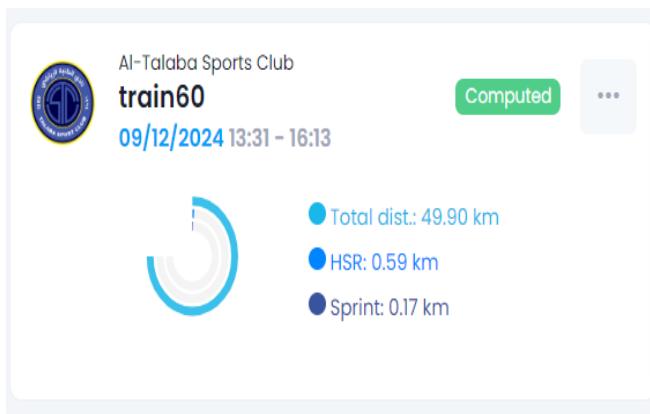 Al-Talaba Sports Club
train60
Computed
09/12/2024 13:31 - 16:13
Total dist.: 49.90 km
HSR: 0.59 km
Sprint: 0.17 km